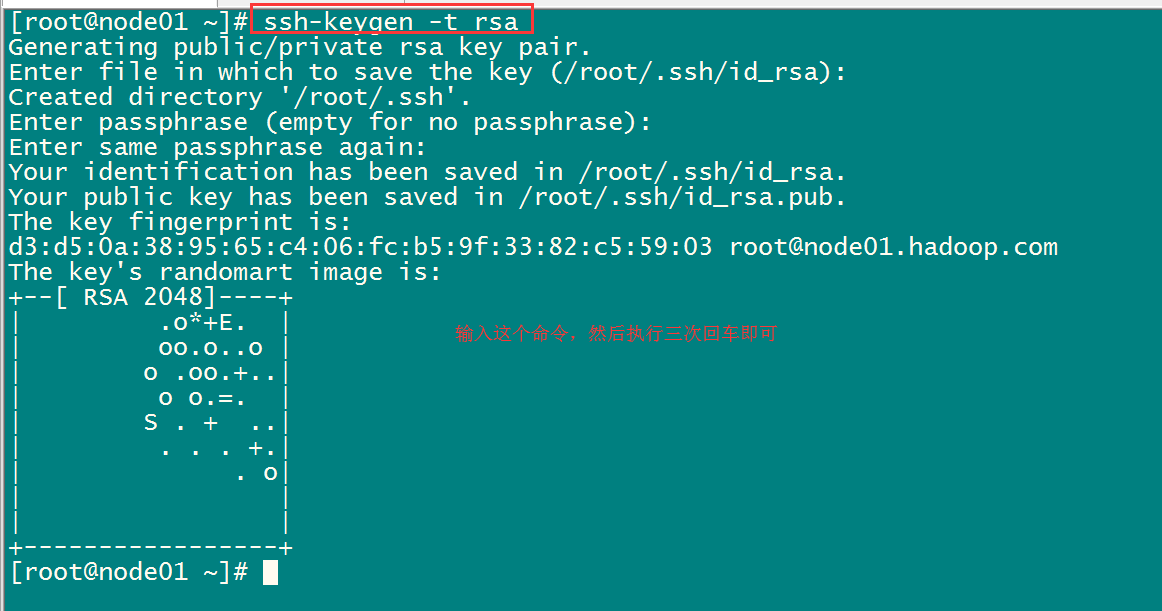 [root@node01 ~]# ssh-keygen -t rsa
Generating public/private rsa key pair.
Enter file in which to save the key (/root/.ssh/id_rsa):
Created directory '/root/.ssh'.
Enter passphrase (empty for no passphrase):
Enter same passphrase again:
Your identification has been saved in /root/.ssh/id_rsa.
Your public key has been saved in /root/.ssh/id_rsa.pub.
The key fingerprint is:
d3:d5:0a:38:95:65:c4:06:fc:b5:9f:33:82:c5:59:03 root@node01.hadoop.com
The key's randomart image is:
+--[ RSA 2048]----+
|         .o*+E.  |
输入这个命令，然后执行三次回车即可
|         oo.o..o |
|        o .oo.+..|
|         o o.=.  |
|        S . +  ..|
|         . . . +.|
|              . o|
|                 |
|                 |
+-----------------+
[root@node01 ~]#